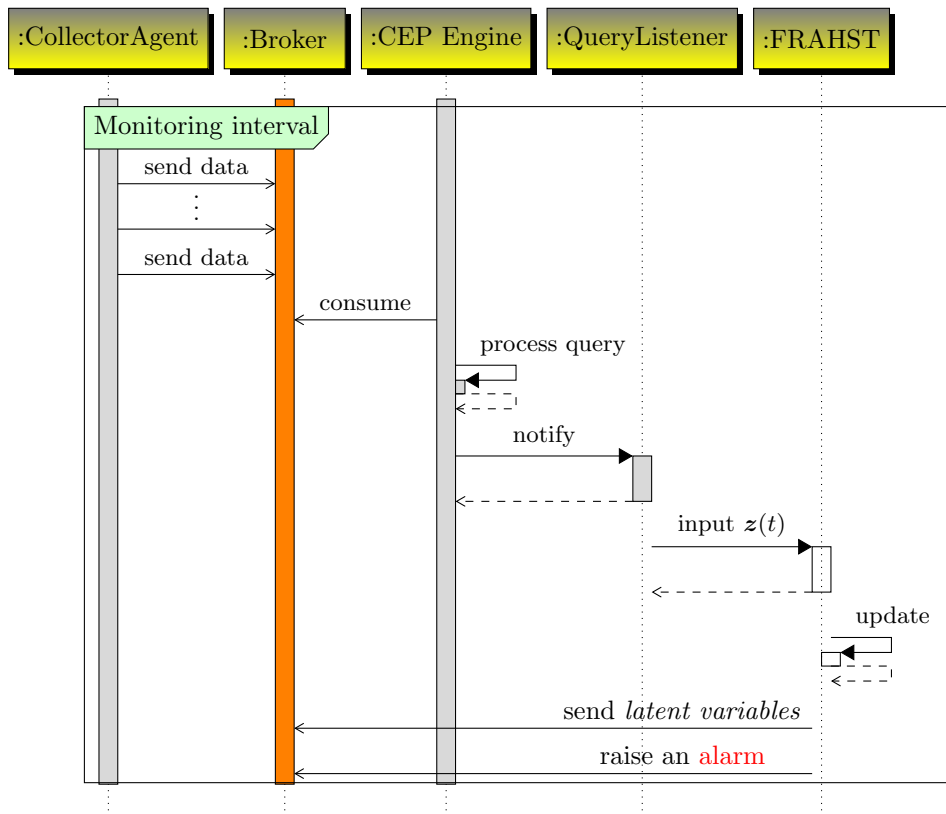 :CollectorAgent
:Broker
:CEP Engine
:QueryListener
:FRAHST
Monitoring interval
send data
⋮
send data
consume
process query
notify
input z(t)
update
send latent variables
raise an alarm